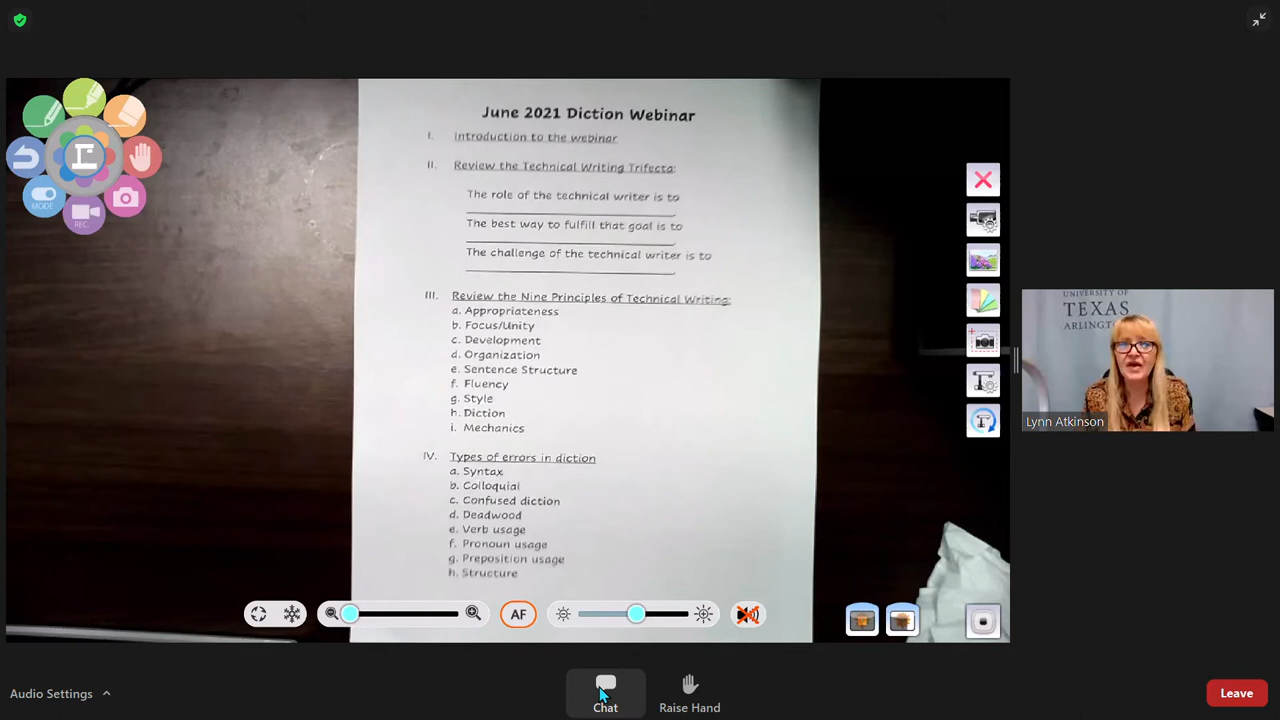 June 2021 Diction Webinar
I. Introduction to the webinar
II. Review the Technical Writing Trifecta:
The role of the technical writer is to
The best way to fulfill that goal is to
The challenge of the technical writer is to
III. Review the Nine Principles of Technical Writing:
a. Appropriateness
b. Focus/Unity
c. Development
d. Organization
e. Sentence Structure
f. Fluency
g. Style
h. Diction
i. Mechanics
IV. Types of errors in diction
a. Syntax
b. Colloquial
c. Confused diction
d. Deadwood
e. Verb usage
f. Pronoun usage
g. Preposition usage
h. Structure
MODE
REC.
AF
UNIVERSITY OF
TEXAS
ARLINGTON
Lynn Atkinson
Audio Settings
Chat
Raise Hand
Leave